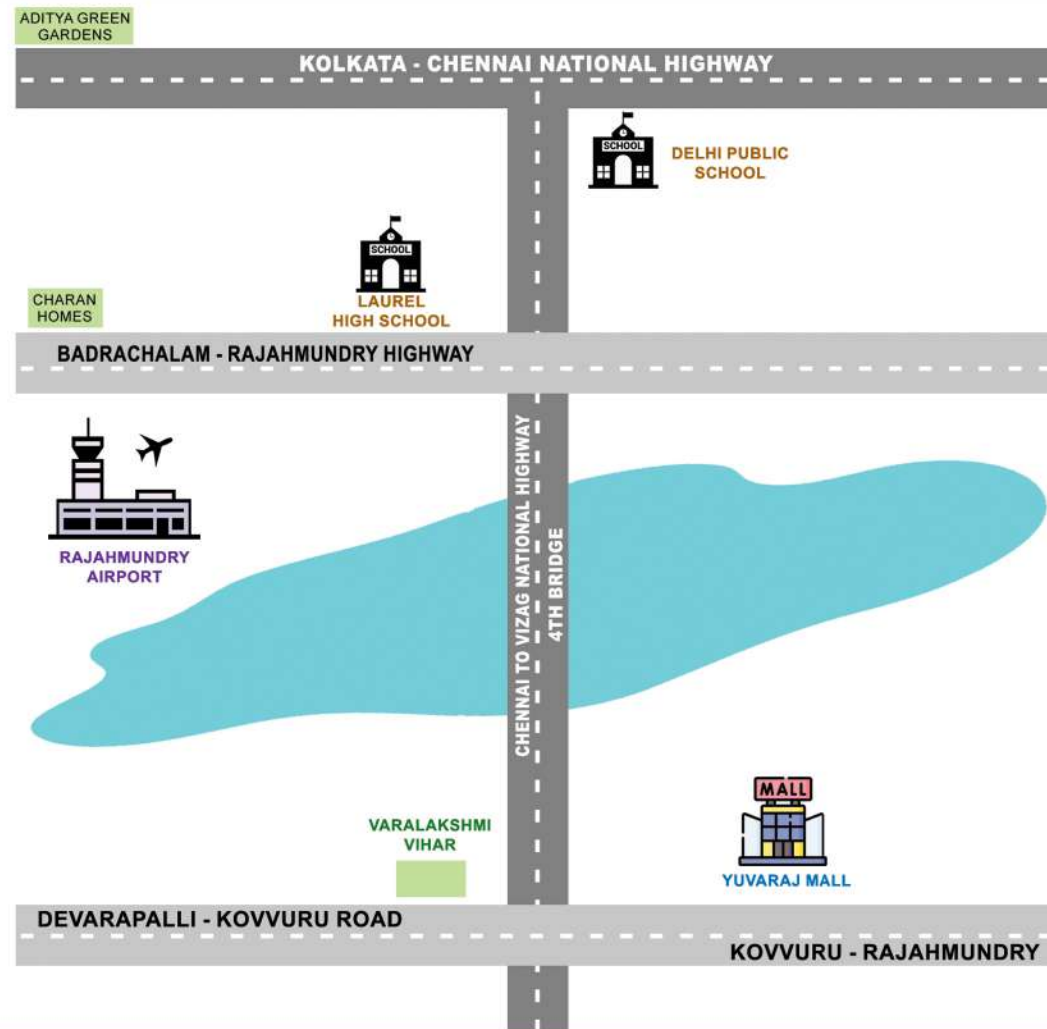 ADITYA GREEN
GARDENS
KOLKATA - CHENNAI NATIONAL HIGHWAY
SCHOOL
DELHI PUBLIC
SCHOOL
SCHOOL
LAUREL
HIGH SCHOOL
CHARAN
HOMES
BADRACHALAM - RAJAHMUNDRY HIGHWAY
RAJAHMUNDRY
AIRPORT
CHENNAI TO VIZAG NATIONAL HIGHWAY
4TH BRIDGE
MALL
YUVARAJ MALL
VARALAKSHMI
VIHAR
DEVARAPALLI - KOVVURU ROAD
KOVVURU - RAJAHMUNDRY